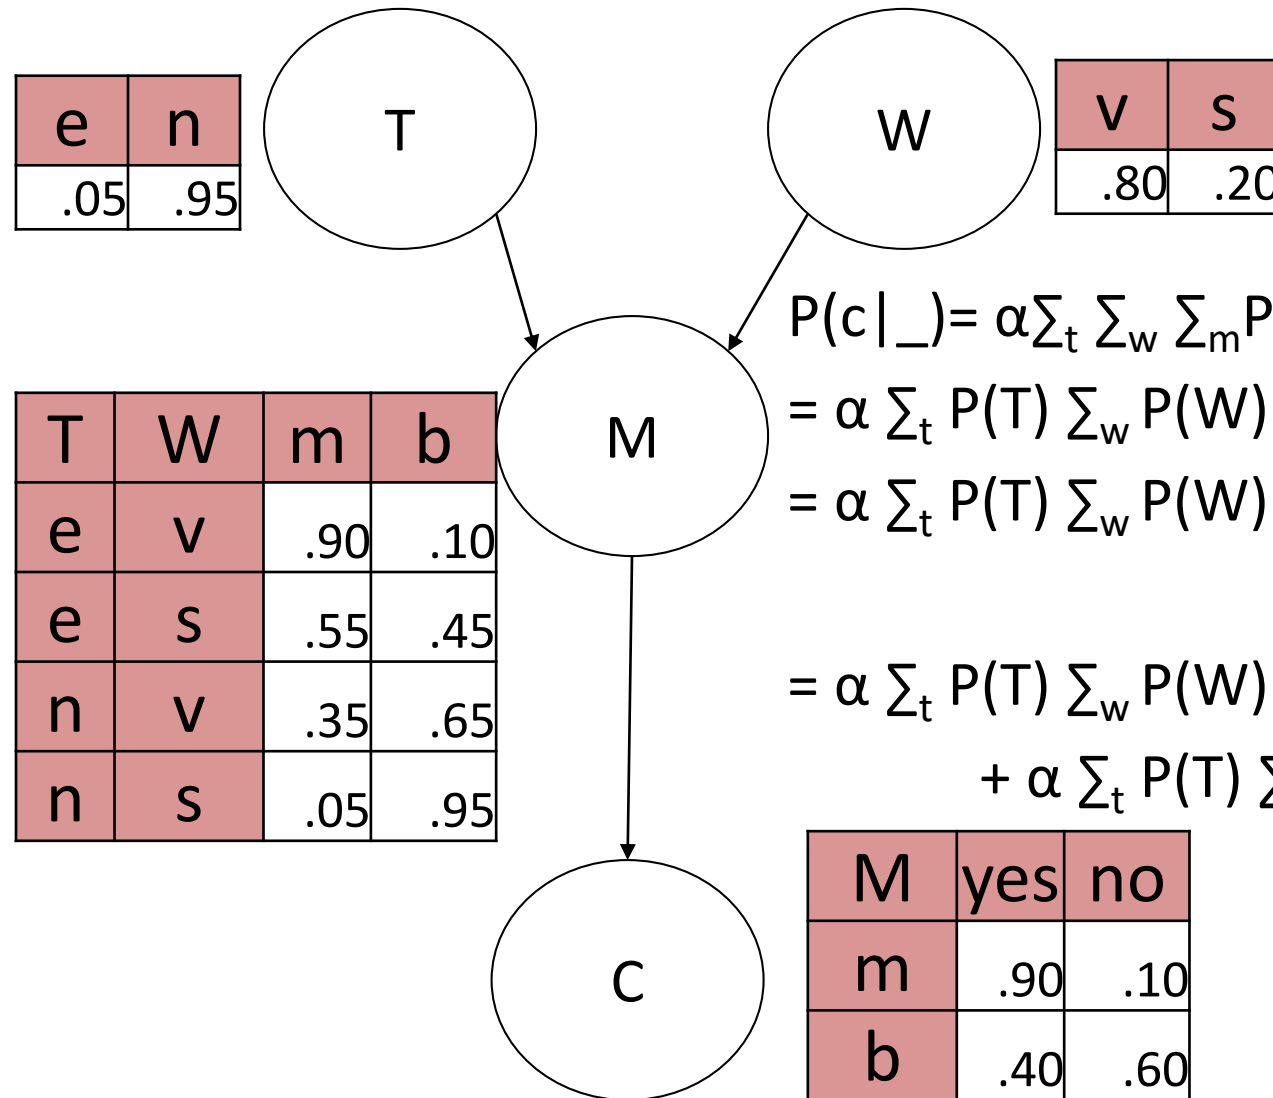 e n
.05 .95
T
W
v s
.80 .20
P(c|_)= α∑ₜ ∑w ∑ₘP
= α ∑ₜ P(T) ∑w P(W)
= α ∑ₜ P(T) ∑w P(W)
= α ∑ₜ P(T) ∑w P(W)
+ α ∑ₜ P(T) ∑
T W m b
e v .90 .10
e s .55 .45
n v .35 .65
n s .05 .95
M
C
M yes no
m .90 .10
b .40 .60